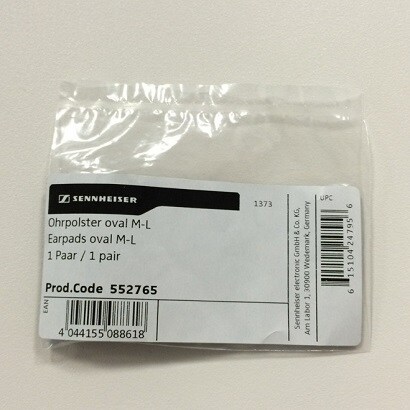 SENNHEISER
1373
Ohrpolster oval M-L
Earpads oval M-L
1 Paar / 1 pair
Prod.Code 552765
EAN
4 044155 088618
Sennheiser electronic GmbH & Co. KG,
Am Labor 1, 30900 Wedemark, Germany
UPC
6 15104 24795 6